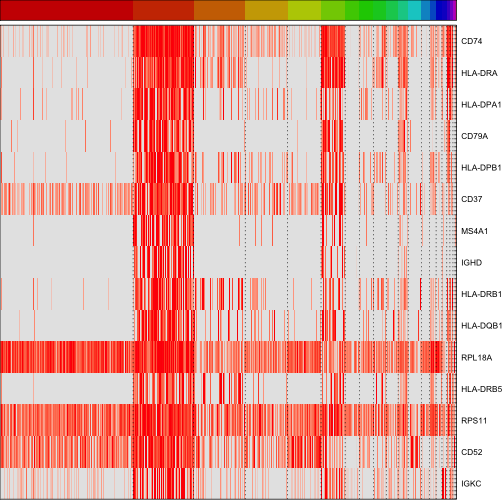 CD74
HLA-DRA
HLA-DPA1
CD79A
HLA-DPB1
CD37
MS4A1
IGHD
HLA-DRB1
HLA-DQB1
RPL18A
HLA-DRB5
RPS11
CD52
IGKC